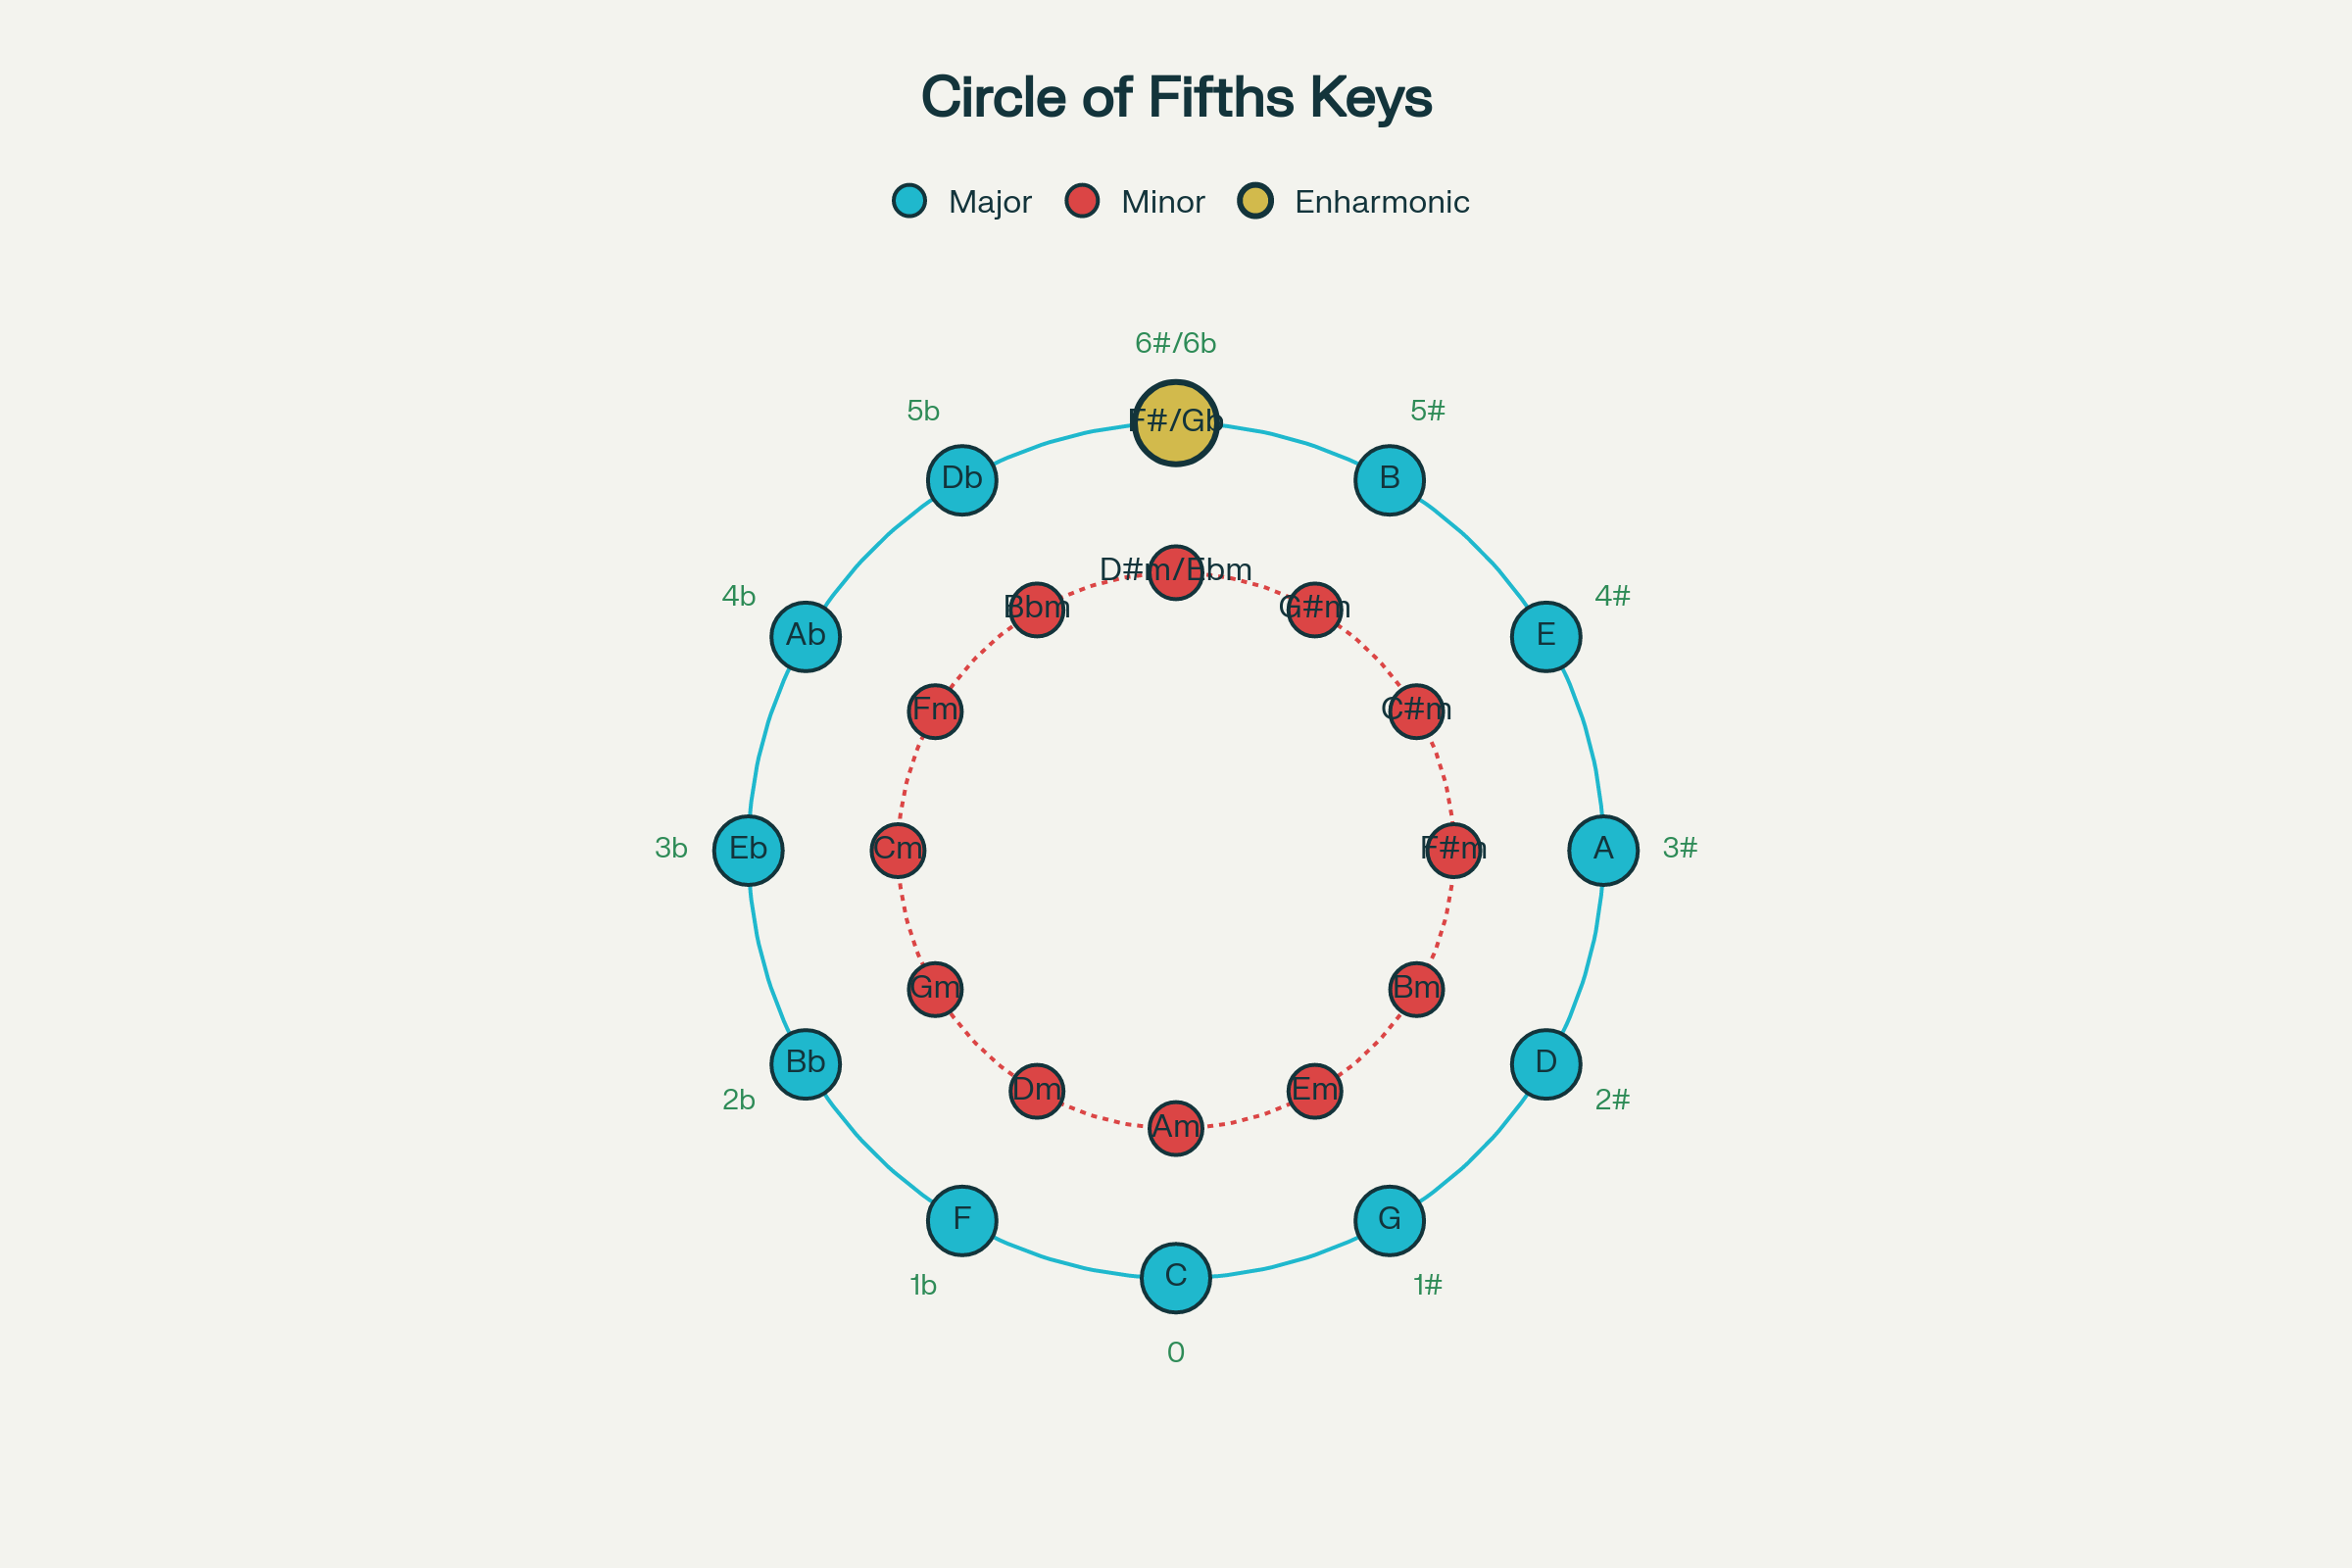 Circle of Fifths Keys
Major Minor Enharmonic
6#/6b
5b 5#
F#/Gb
Db B
D#m/Ebm
4b 4#
Bbm G#m
Ab E
Fm C#m
3b Eb Cm F#m A 3#
Gm Bm
Bb D
2b 2#
Dm Em
Am
F G
1b 1#
C
0